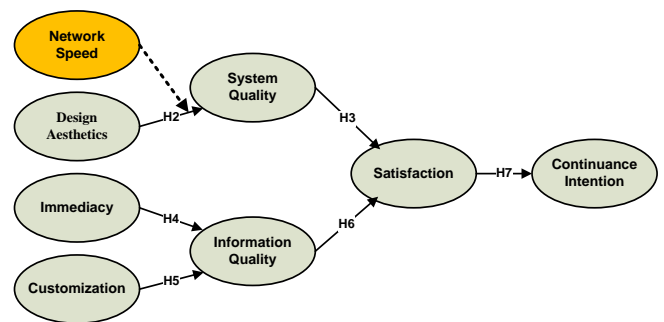 Network
Speed
System
Quality
H2
Design
Aesthetics
H3
Satisfaction
H7
Continuance
Intention
Immediacy
H4
H6
Information
Quality
Customization
H5